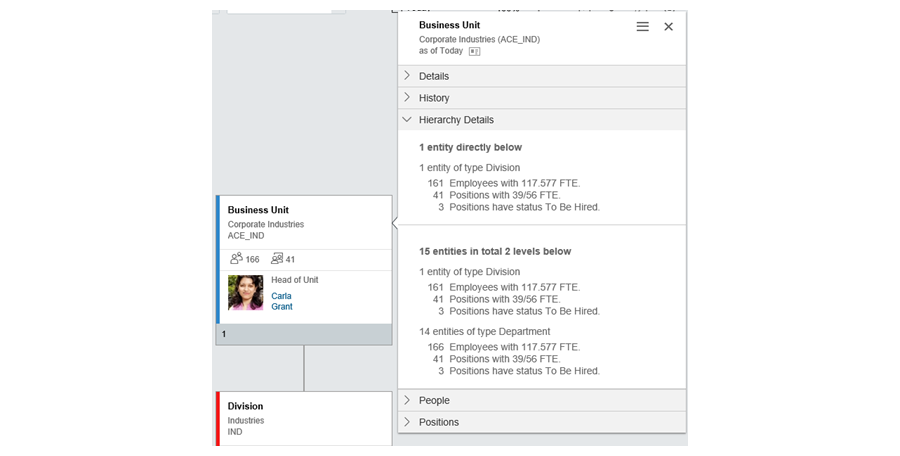 Business Unit
Corporate Industries (ACE_IND)
as of Today
Details
History
Hierarchy Details
1 entity directly below
1 entity of type Division
161 Employees with 117.577 FTE.
41 Positions with 39/56 FTE.
3 Positions have status To Be Hired.
15 entities in total 2 levels below
1 entity of type Division
161 Employees with 117.577 FTE.
41 Positions with 39/56 FTE.
3 Positions have status To Be Hired.
14 entities of type Department
166 Employees with 117.577 FTE.
41 Positions with 39/56 FTE.
3 Positions have status To Be Hired.
People
Positions
Business Unit
Corporate Industries
ACE_IND
166 41
Head of Unit
Carla
Grant
1
Division
Industries
IND